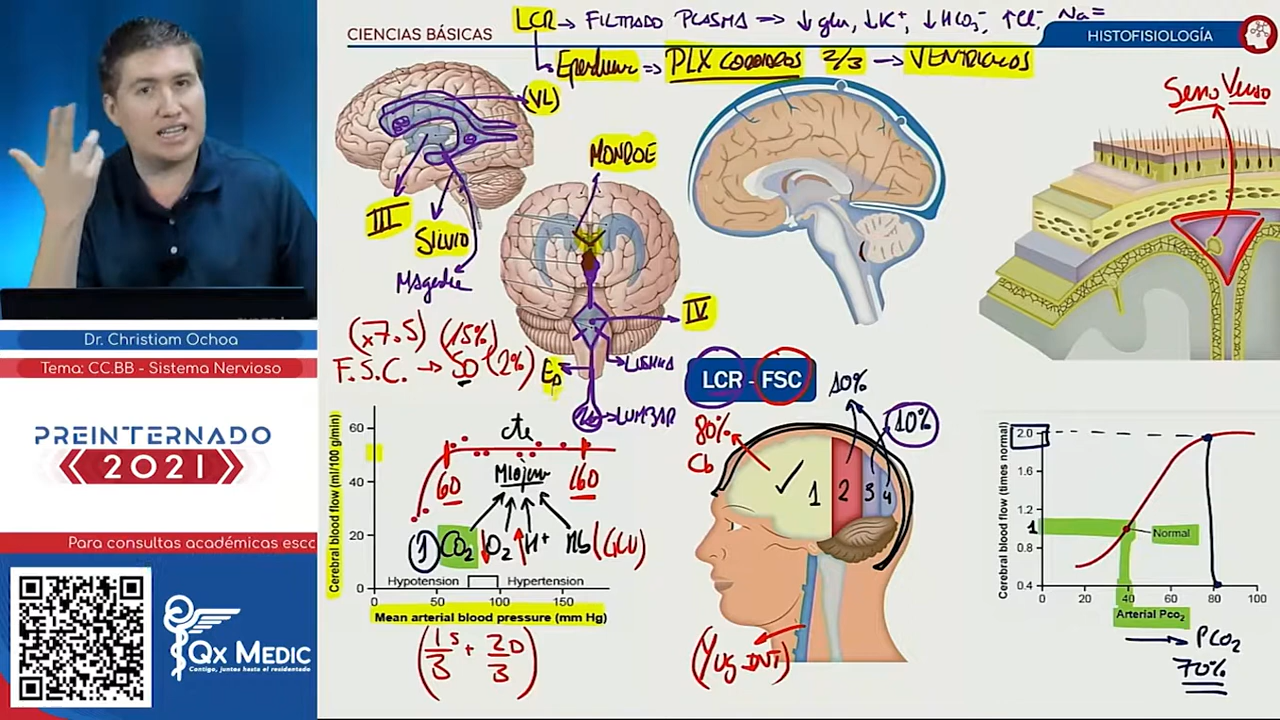 LCR → FILTRADO PLASMA → ↓glu, ↓K⁺, ↓HCO₃⁻, ↑Cl⁻, Na=
CIENCIAS BÁSICAS
HISTOFISIOLOGÍA
PLX COROIDEOS 2/3 → VENTRICULOS
Seno Venoso
(VL)
MONROE
III
SILVIO
Magendie
IV
(x7.5) (15%)
F.S.C. → 50 (2%)
LUSHKA
LUMBAR
LCR - FSC
Dr. Christiam Ochoa
Tema: CC.BB - Sistema Nervioso
PREINTERNADO
2021
Para consultas académicas esc
QX MEDIC
Contigo, juntos hasta el residentado
Cerebral blood flow (ml/100 g/min)
60
40
20
0
cte
60
160
Miogena
(1) CO₂ ↓O₂ ↑H⁺
(GLU)
Hypotension
Hypertension
0
50
100
150
Mean arterial blood pressure (mm Hg)
(1S/3 + 2D/3)
80%
Cb
10%
10%
1
2
3
4
(Yug. INT)
Cerebral blood flow (times normal)
2.0
1.6
1.2
1
0.8
0.4
Normal
0
20
40
60
80
100
Arterial Pco₂
→ PCO₂
70%